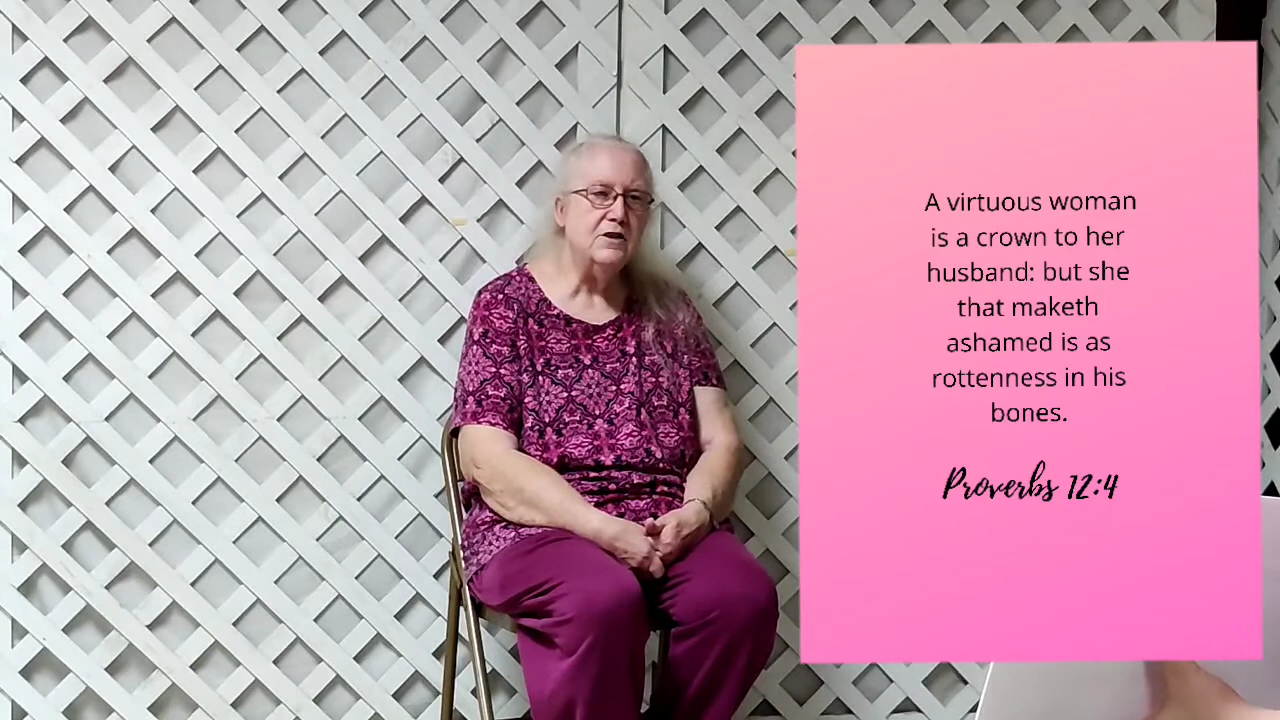 A virtuous woman
is a crown to her
husband: but she
that maketh
ashamed is as
rottenness in his
bones.
Proverbs 12:4